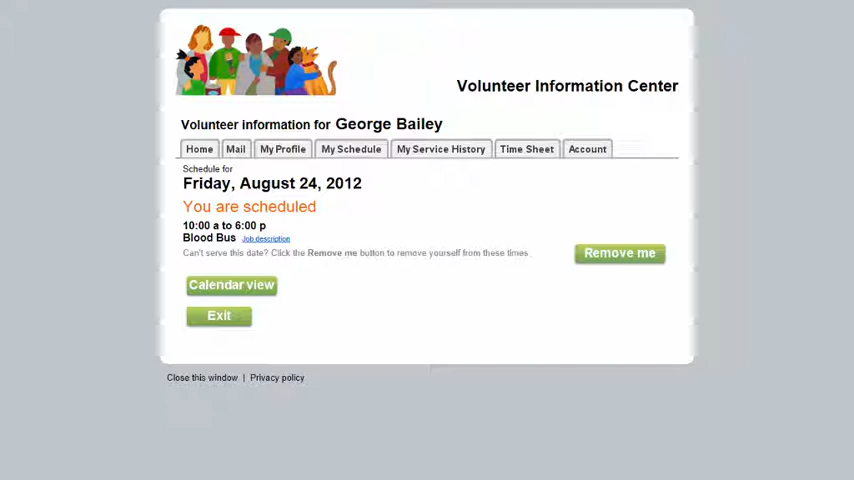 Volunteer Information Center
Volunteer information for George Bailey
Home Mail My Profile My Schedule My Service History Time Sheet Account
Schedule for
Friday, August 24, 2012
You are scheduled
10:00 a to 6:00 p
Blood Bus Job description
Can't serve this date? Click the Remove me button to remove yourself from these times.
Remove me
Calendar view
Exit
Close this window | Privacy policy